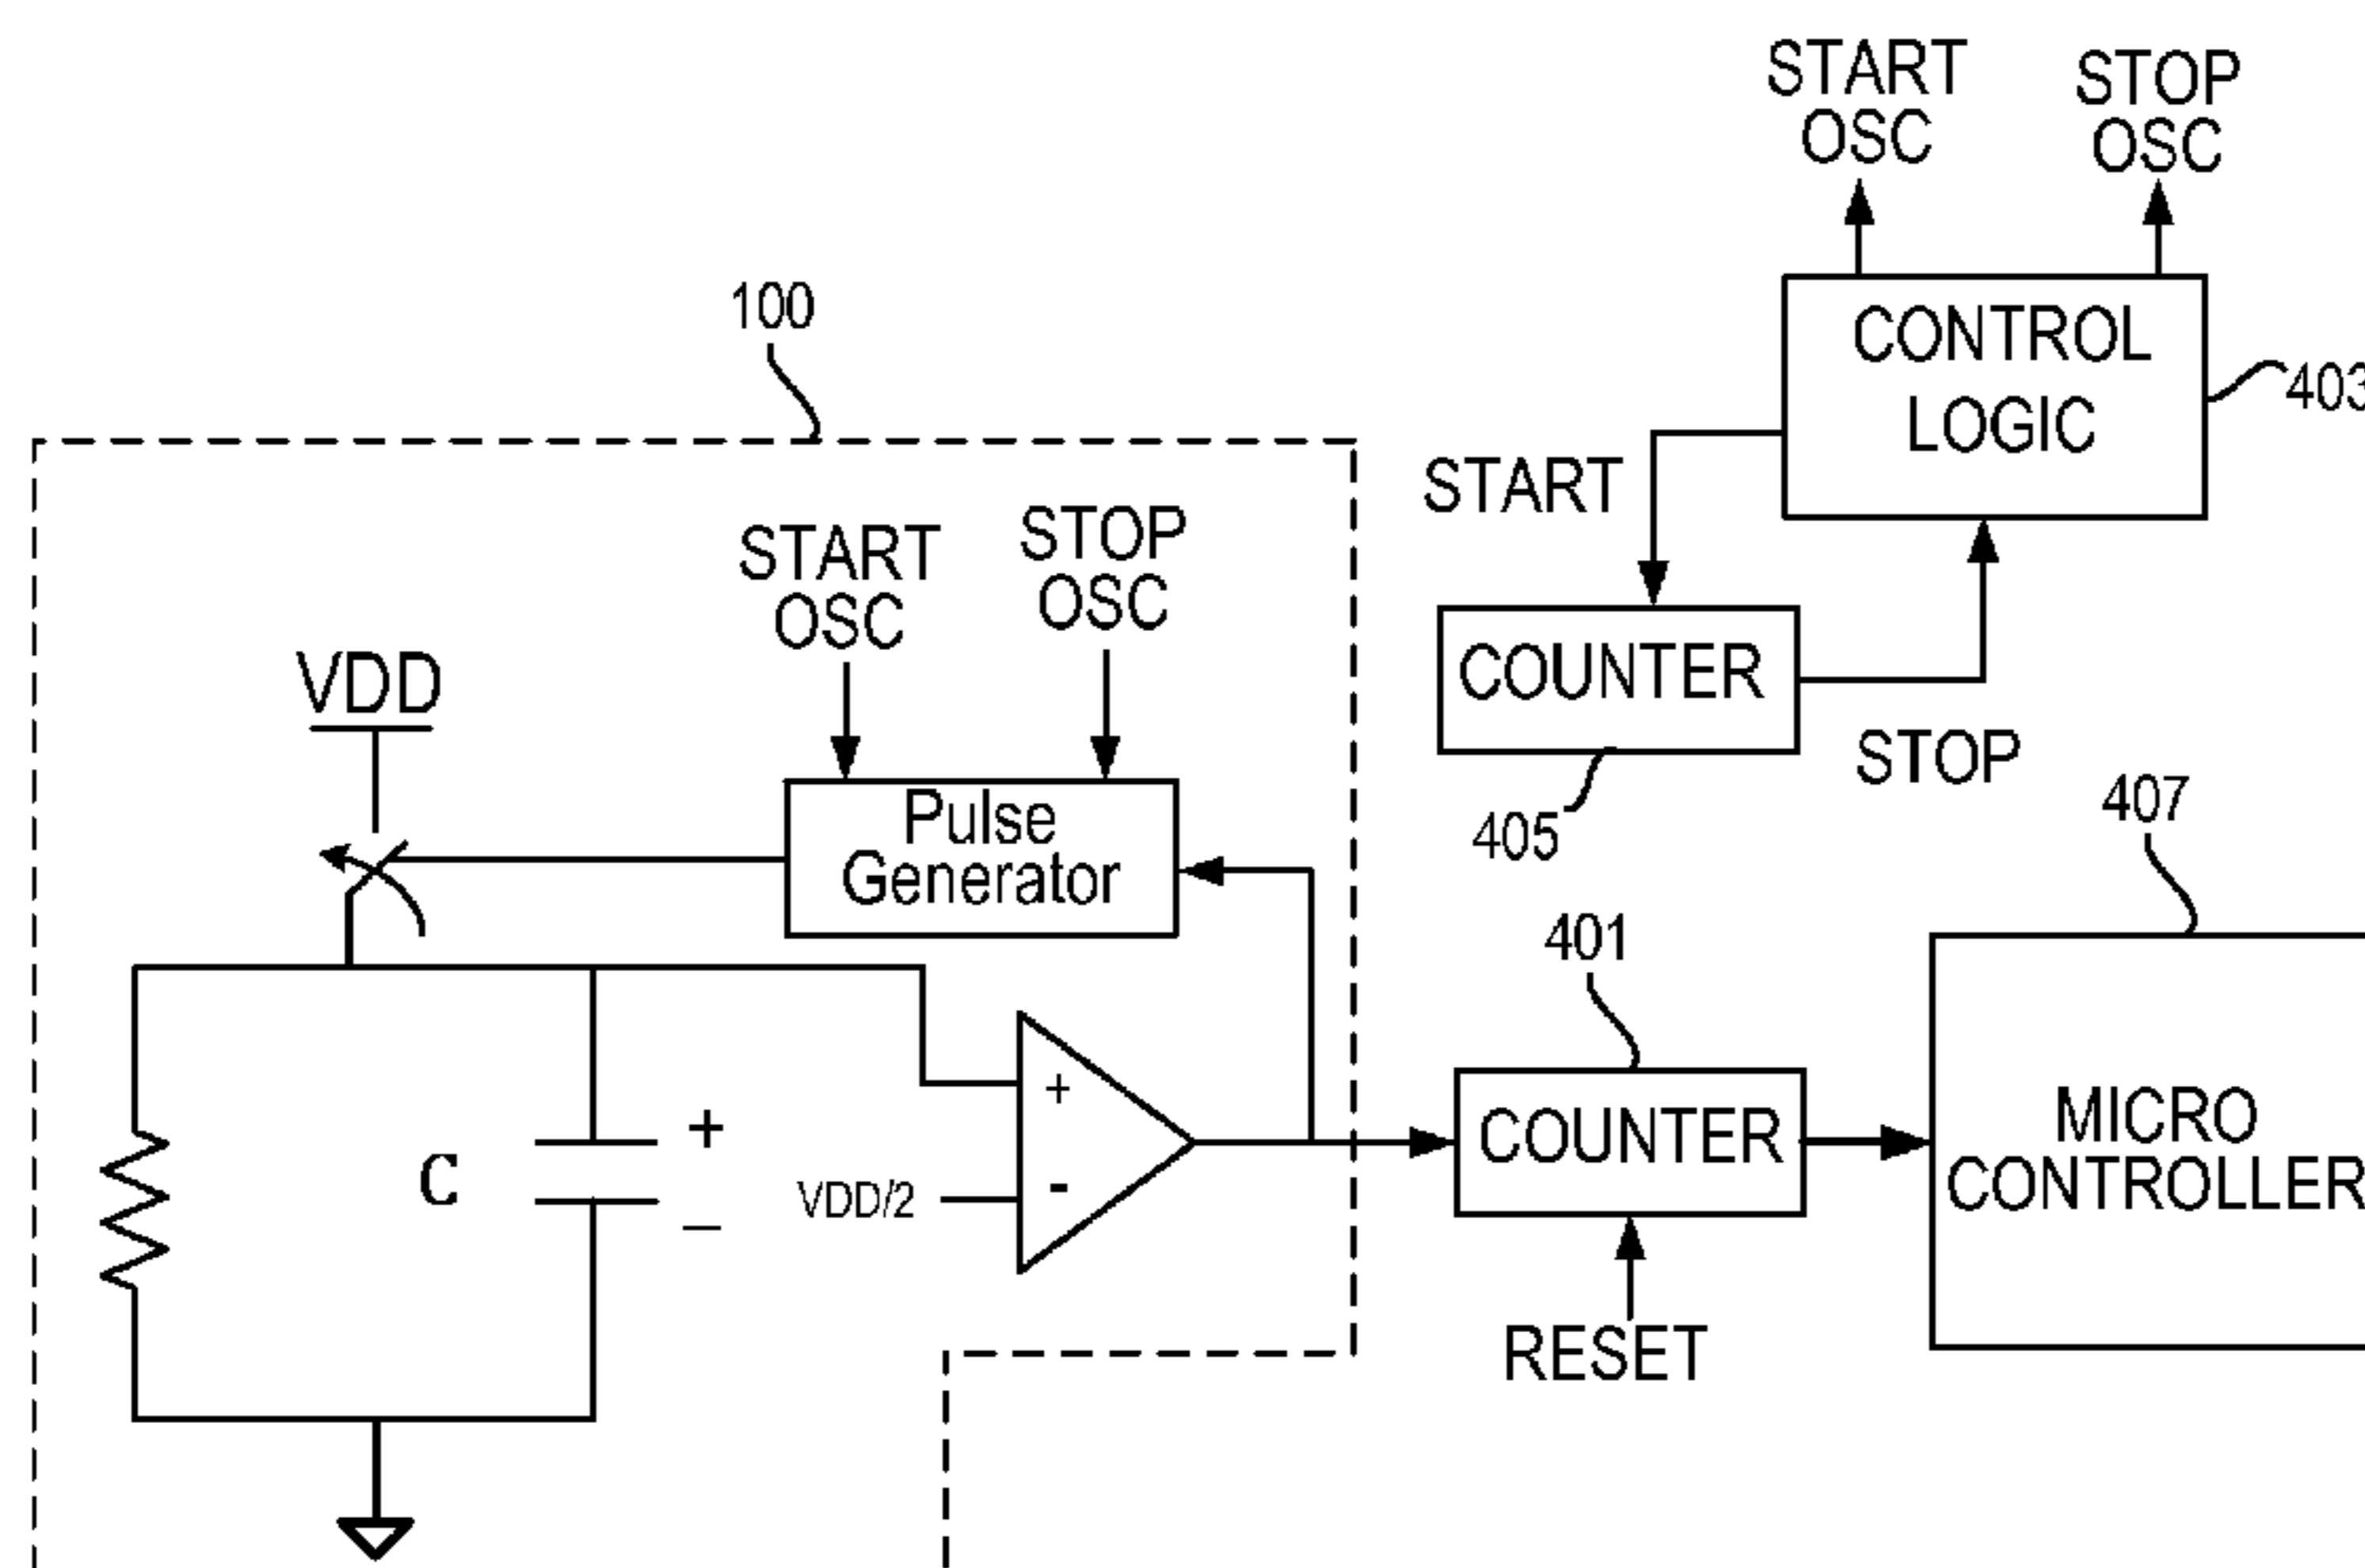 START
OSC
STOP
OSC
100
CONTROL
LOGIC
403
START
START
OSC
STOP
OSC
COUNTER
VDD
STOP
Pulse
Generator
405
407
401
+
+
C
COUNTER
MICRO
CONTROLLER
VDD/2
-
–
RESET